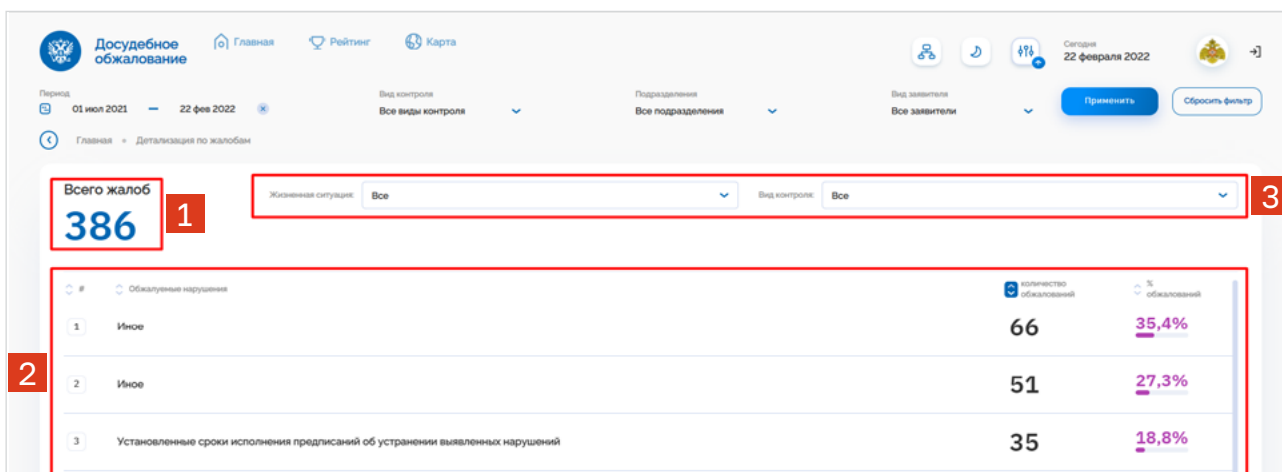 Досудебное обжалование
Главная
Рейтинг
Карта
Сегодня
22 февраля 2022
Период
01 июл 2021 — 22 фев 2022
Вид контроля
Все виды контроля
Подразделения
Все подразделения
Вид заявителя
Все заявители
Применить
Сбросить фильтр
Главная • Детализация по жалобам
Всего жалоб
386
1
Жизненная ситуация: Все
Вид контроля: Все
3
2
# Обжалуемые нарушения количество обжалований % обжалований
1 Иное 66 35,4%
2 Иное 51 27,3%
3 Установленные сроки исполнения предписаний об устранении выявленных нарушений 35 18,8%